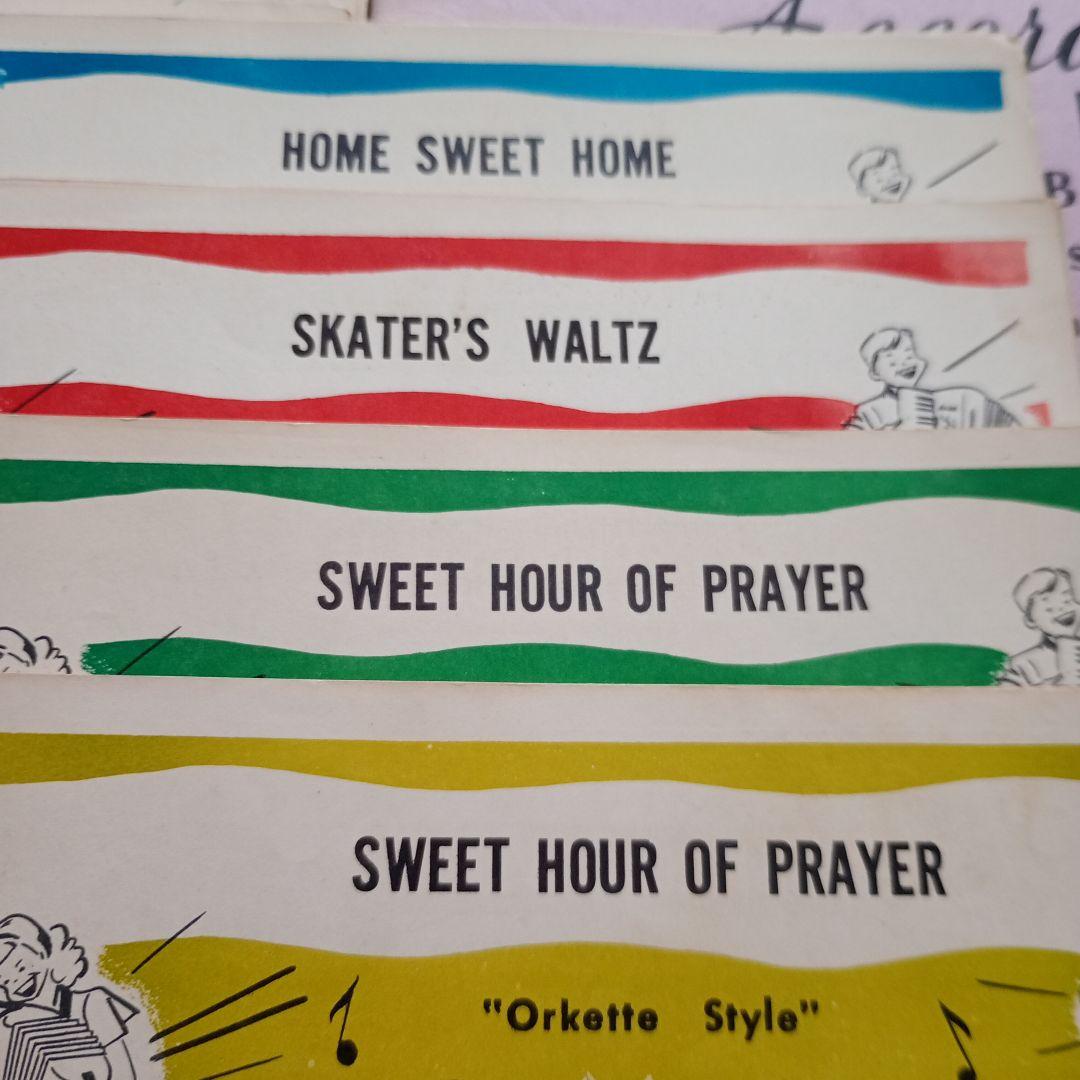 HOME SWEET HOME
SKATER'S WALTZ
SWEET HOUR OF PRAYER
SWEET HOUR OF PRAYER
"Orkette Style"